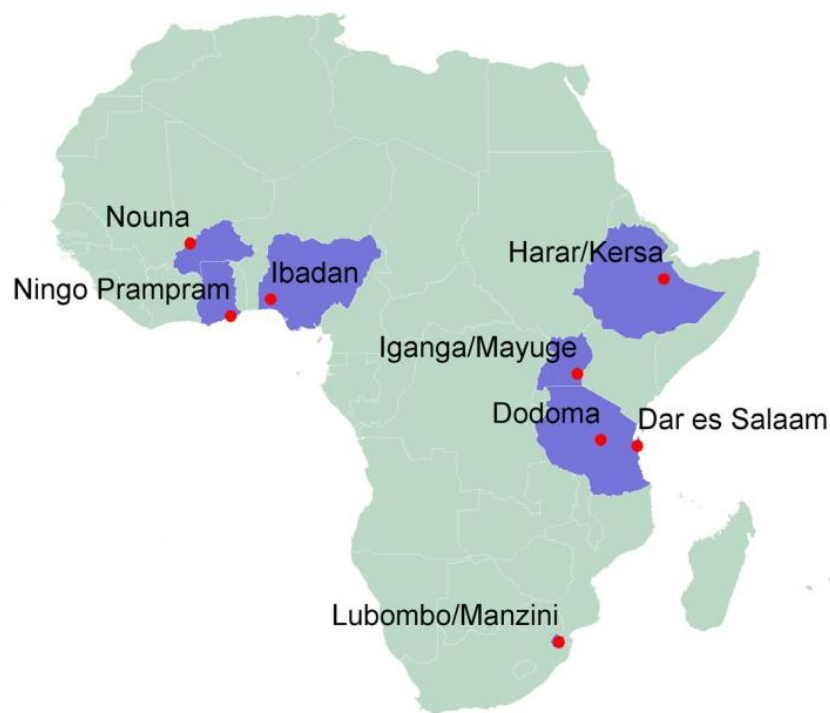 Nouna
Harar/Kersa
Ibadan
Ningo Prampram
Iganga/Mayuge
Dodoma
Dar es Salaam
Lubombo/Manzini